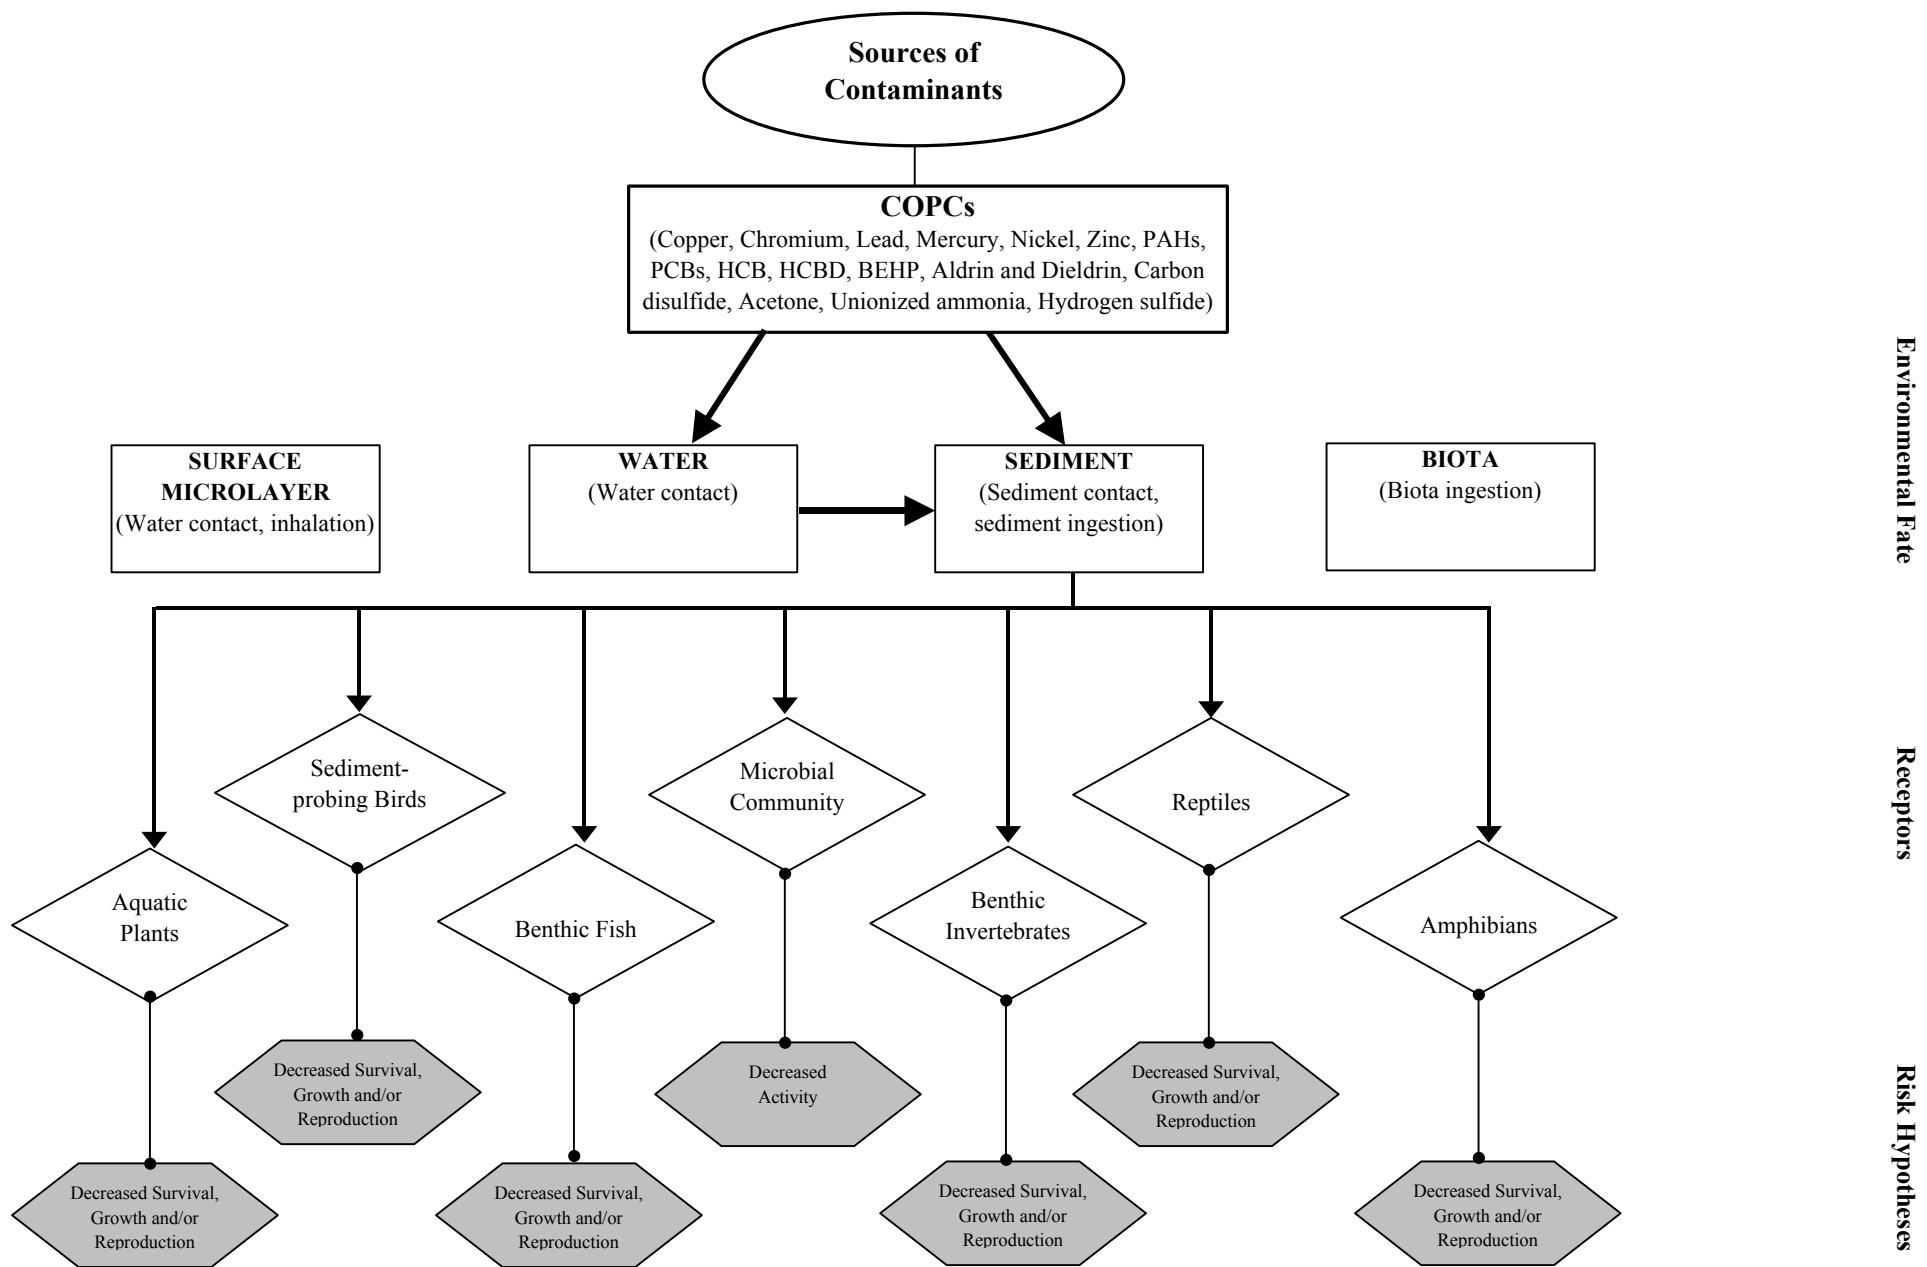 Sources of
Contaminants
COPCs
(Copper, Chromium, Lead, Mercury, Nickel, Zinc, PAHs,
PCBs, HCB, HCBD, BEHP, Aldrin and Dieldrin, Carbon
disulfide, Acetone, Unionized ammonia, Hydrogen sulfide)
Environmental Fate
SURFACE
MICROLAYER
(Water contact, inhalation)
WATER
(Water contact)
SEDIMENT
(Sediment contact,
sediment ingestion)
BIOTA
(Biota ingestion)
Receptors
Aquatic
Plants
Sediment-
probing Birds
Benthic Fish
Microbial
Community
Benthic
Invertebrates
Reptiles
Amphibians
Risk Hypotheses
Decreased Survival,
Growth and/or
Reproduction
Decreased Survival,
Growth and/or
Reproduction
Decreased Survival,
Growth and/or
Reproduction
Decreased
Activity
Decreased Survival,
Growth and/or
Reproduction
Decreased Survival,
Growth and/or
Reproduction
Decreased Survival,
Growth and/or
Reproduction